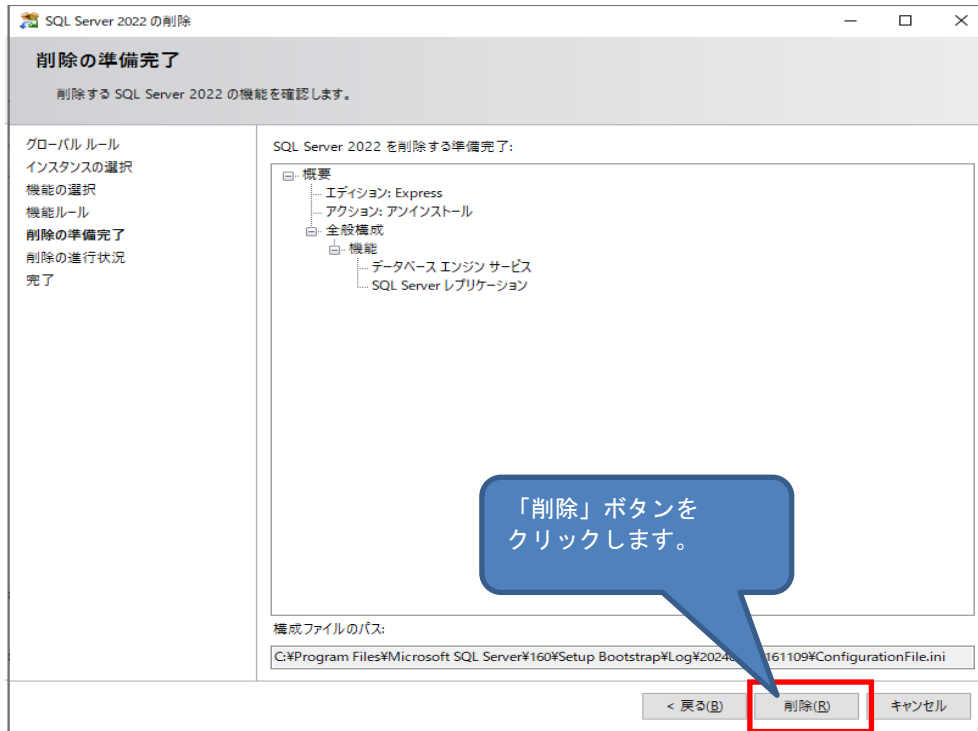 SQL Server 2022 の削除
削除の準備完了
削除する SQL Server 2022 の機能を確認します。
グローバル ルール
インスタンスの選択
機能の選択
機能ルール
削除の準備完了
削除の進行状況
完了
SQL Server 2022 を削除する準備完了:
概要
エディション: Express
アクション: アンインストール
全般構成
機能
データベース エンジン サービス
SQL Server レプリケーション
「削除」ボタンを
クリックします。
構成ファイルのパス:
C:¥Program Files¥Microsoft SQL Server¥160¥Setup Bootstrap¥Log¥2024 161109¥ConfigurationFile.ini
< 戻る(B)
削除(R)
キャンセル